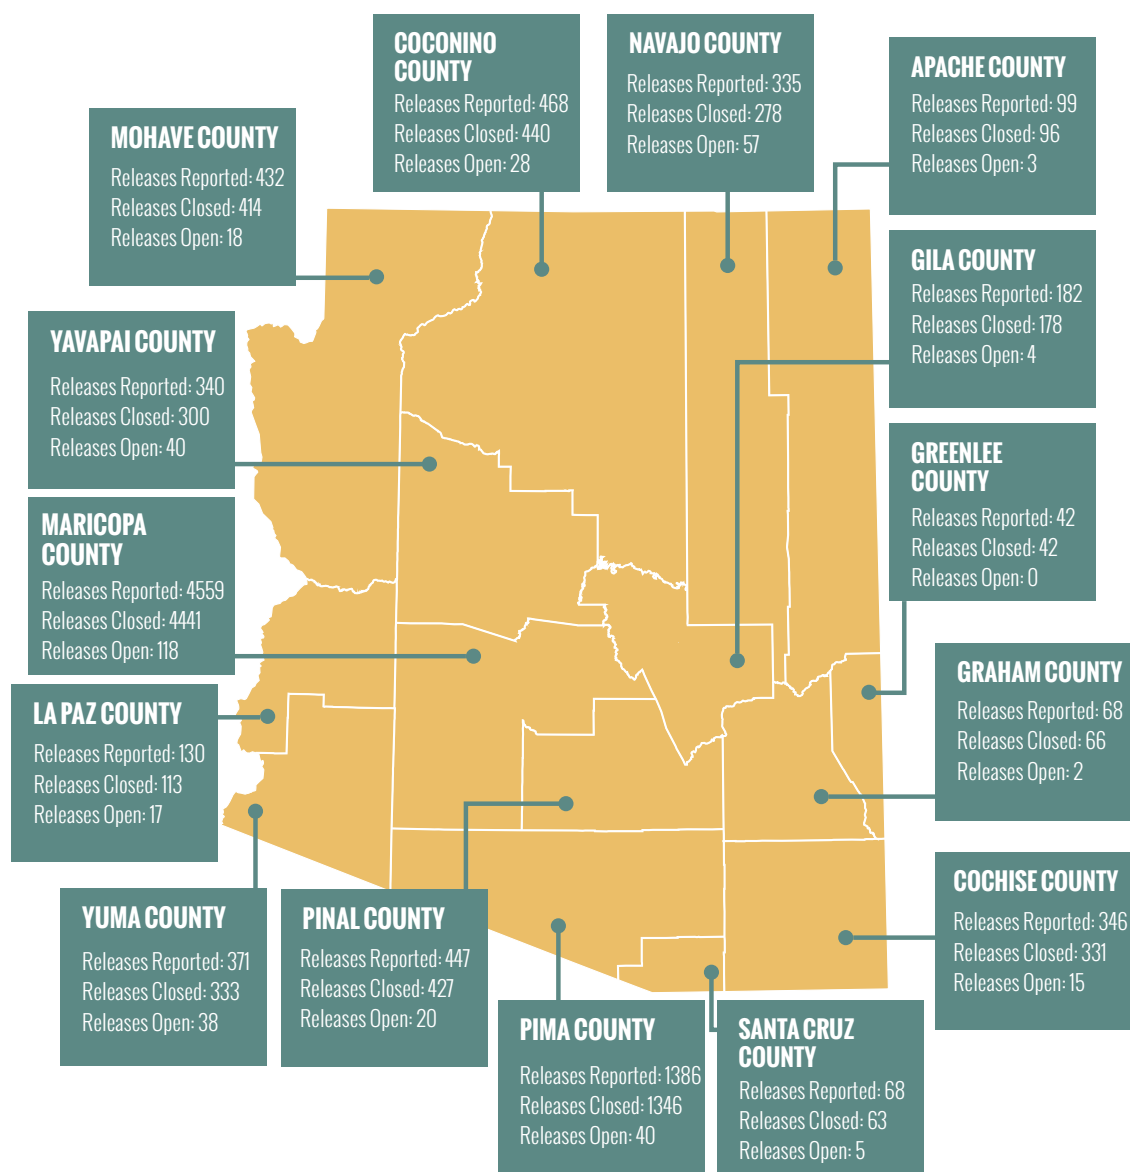 COCONINO
COUNTY
Releases Reported: 468
Releases Closed: 440
Releases Open: 28
NAVAJO COUNTY
Releases Reported: 335
Releases Closed: 278
Releases Open: 57
APACHE COUNTY
Releases Reported: 99
Releases Closed: 96
Releases Open: 3
MOHAVE COUNTY
Releases Reported: 432
Releases Closed: 414
Releases Open: 18
GILA COUNTY
Releases Reported: 182
Releases Closed: 178
Releases Open: 4
YAVAPAI COUNTY
Releases Reported: 340
Releases Closed: 300
Releases Open: 40
GREENLEE
COUNTY
Releases Reported: 42
Releases Closed: 42
Releases Open: 0
MARICOPA
COUNTY
Releases Reported: 4559
Releases Closed: 4441
Releases Open: 118
GRAHAM COUNTY
Releases Reported: 68
Releases Closed: 66
Releases Open: 2
LA PAZ COUNTY
Releases Reported: 130
Releases Closed: 113
Releases Open: 17
COCHISE COUNTY
Releases Reported: 346
Releases Closed: 331
Releases Open: 15
YUMA COUNTY
Releases Reported: 371
Releases Closed: 333
Releases Open: 38
PINAL COUNTY
Releases Reported: 447
Releases Closed: 427
Releases Open: 20
PIMA COUNTY
Releases Reported: 1386
Releases Closed: 1346
Releases Open: 40
SANTA CRUZ
COUNTY
Releases Reported: 68
Releases Closed: 63
Releases Open: 5